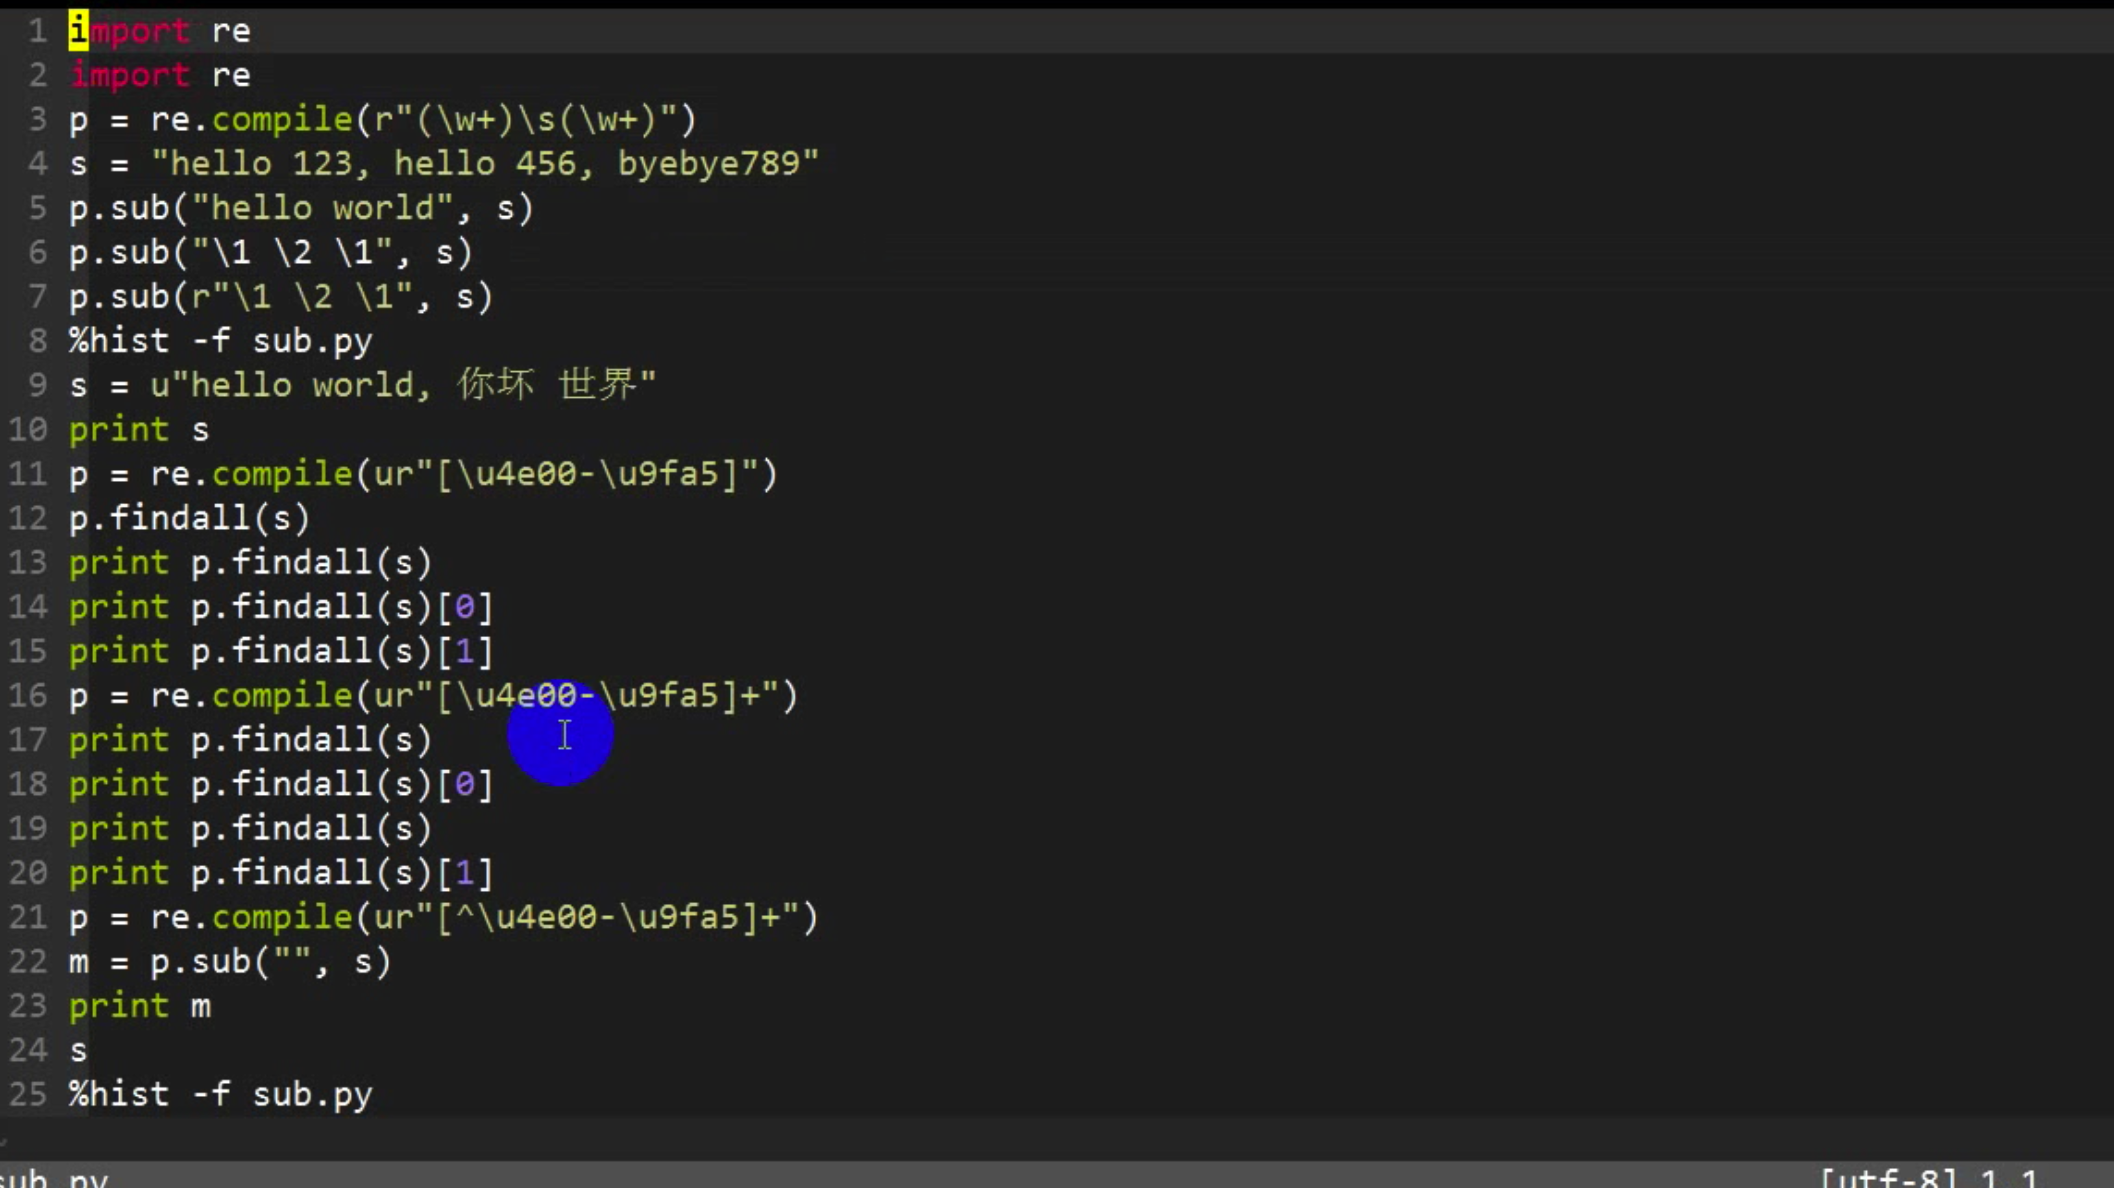 1 import re
2 import re
3 p = re.compile(r"(\w+)\s(\w+)")
4 s = "hello 123, hello 456, byebye789"
5 p.sub("hello world", s)
6 p.sub("\1 \2 \1", s)
7 p.sub(r"\1 \2 \1", s)
8 %hist -f sub.py
9 s = u"hello world, 你坏 世界"
10 print s
11 p = re.compile(ur"[\u4e00-\u9fa5]")
12 p.findall(s)
13 print p.findall(s)
14 print p.findall(s)[0]
15 print p.findall(s)[1]
16 p = re.compile(ur"[\u4e00-\u9fa5]+")
17 print p.findall(s)
18 print p.findall(s)[0]
19 print p.findall(s)
20 print p.findall(s)[1]
21 p = re.compile(ur"[^\u4e00-\u9fa5]+")
22 m = p.sub("", s)
23 print m
24 s
25 %hist -f sub.py
sub.py [utf-8] 1,1